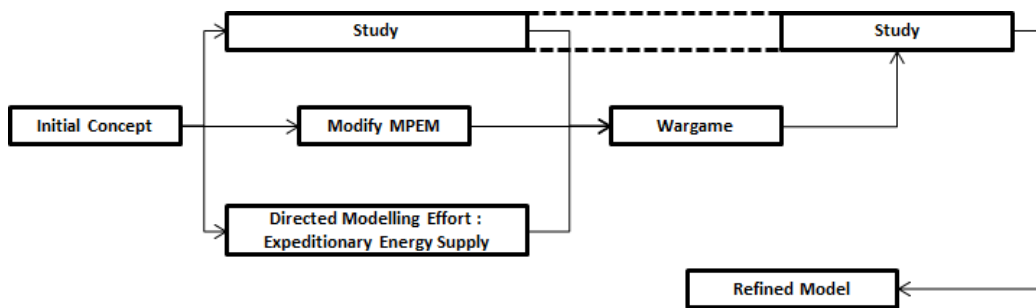 Study
Study
Initial Concept
Modify MPEM
Wargame
Directed Modelling Effort :
Expeditionary Energy Supply
Refined Model